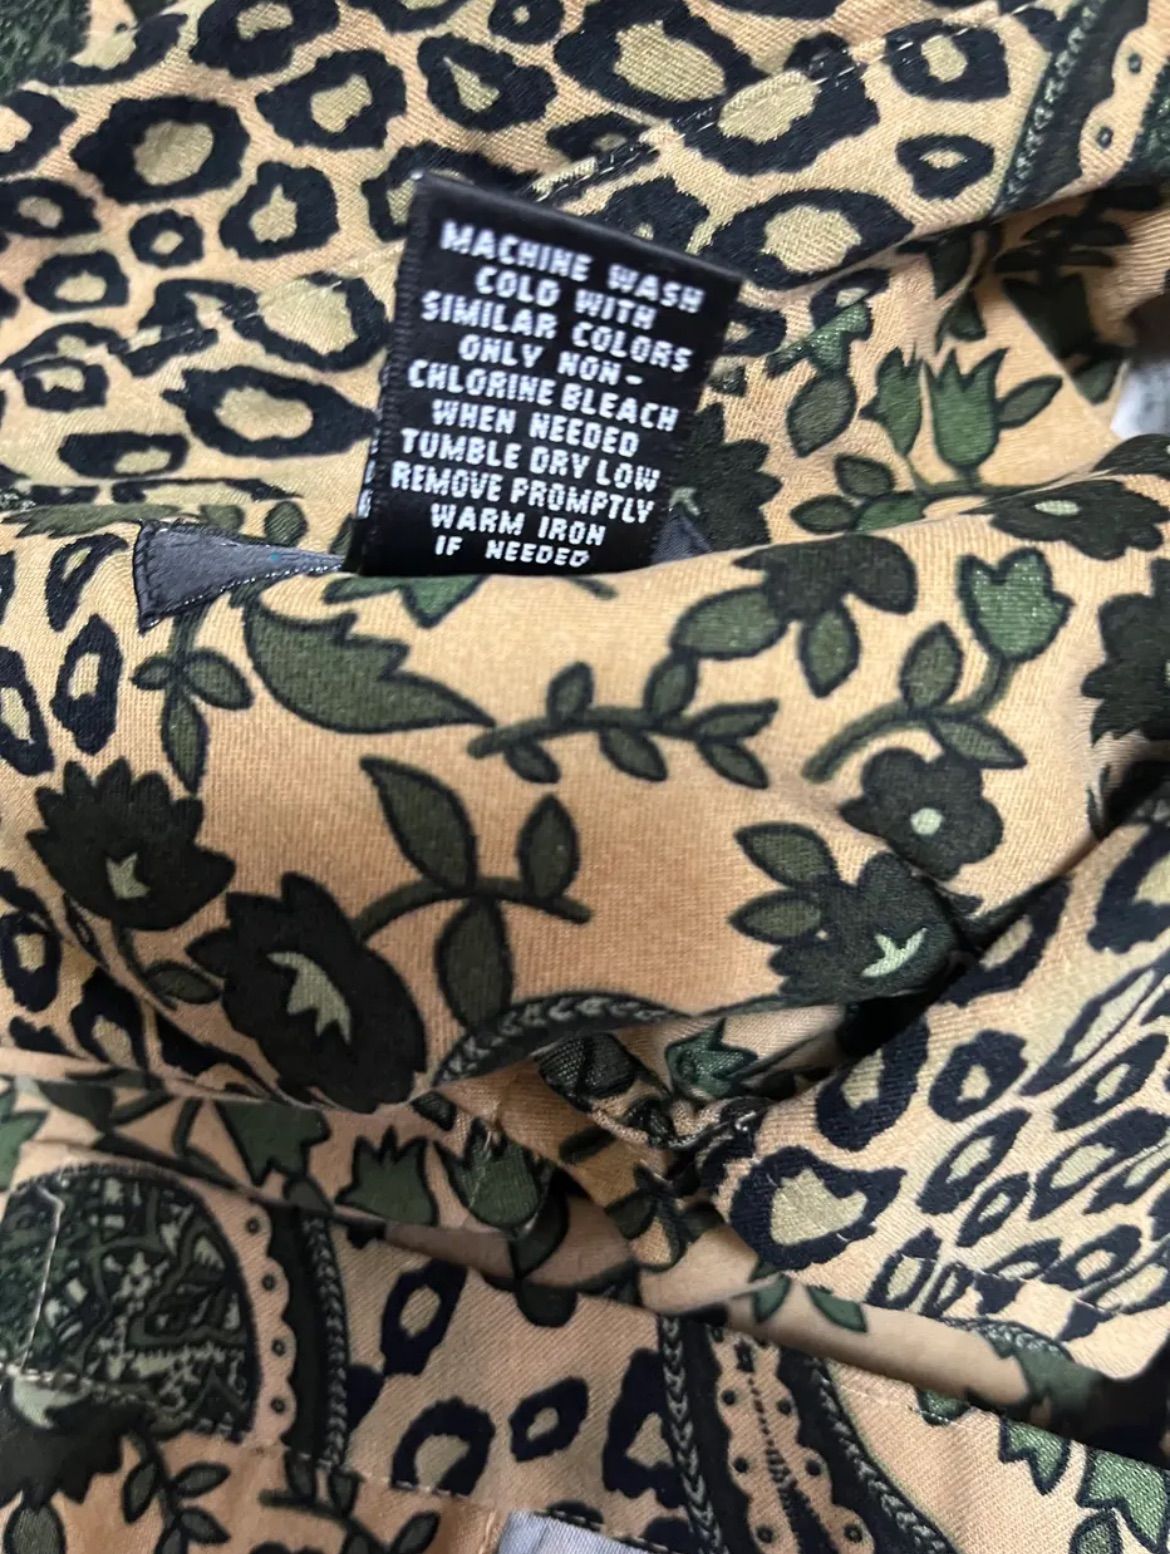 MACHINE WASH
COLD WITH
SIMILAR COLORS
ONLY NON-
CHLORINE BLEACH
WHEN NEEDED
TUMBLE DRY LOW
REMOVE PROMPTLY
WARM IRON
IF NEEDED